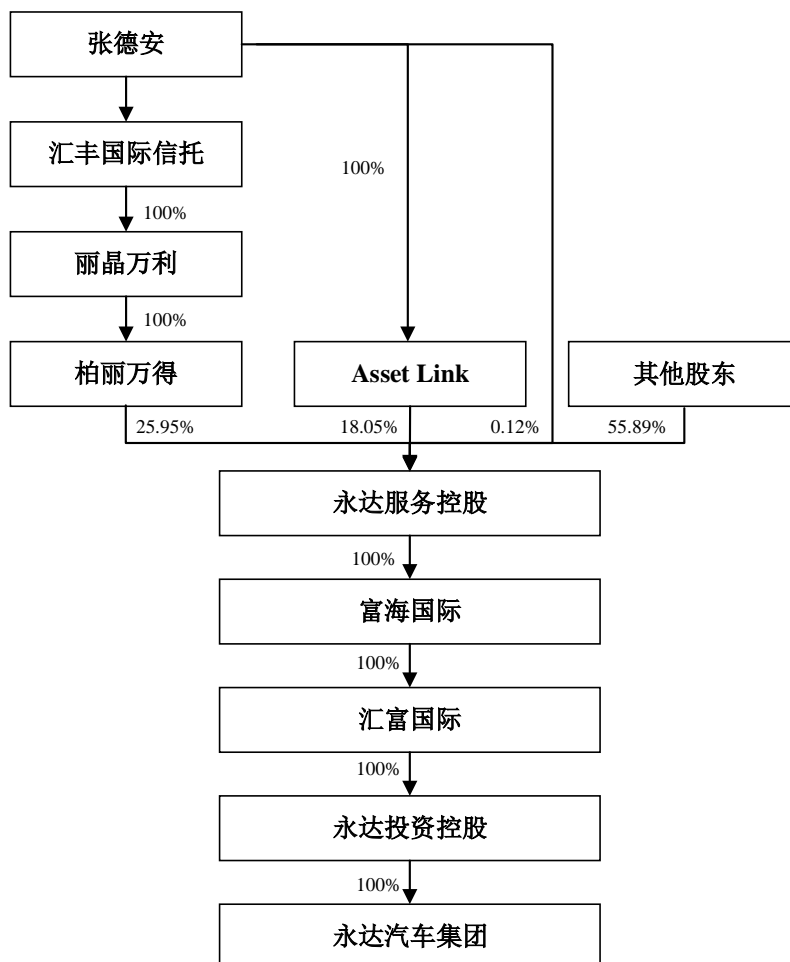 张德安
汇丰国际信托
100%
100%
丽晶万利
100%
柏丽万得
Asset Link
其他股东
25.95%
18.05%
0.12%
55.89%
永达服务控股
100%
富海国际
100%
汇富国际
100%
永达投资控股
100%
永达汽车集团